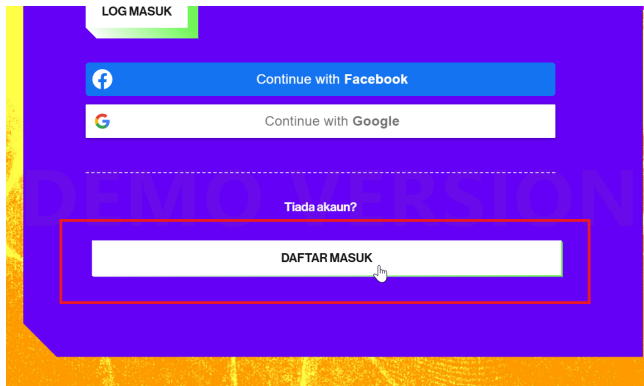 LOG MASUK
Continue with Facebook
Continue with Google
DEMO VERSION
Tiada akaun?
DAFTAR MASUK